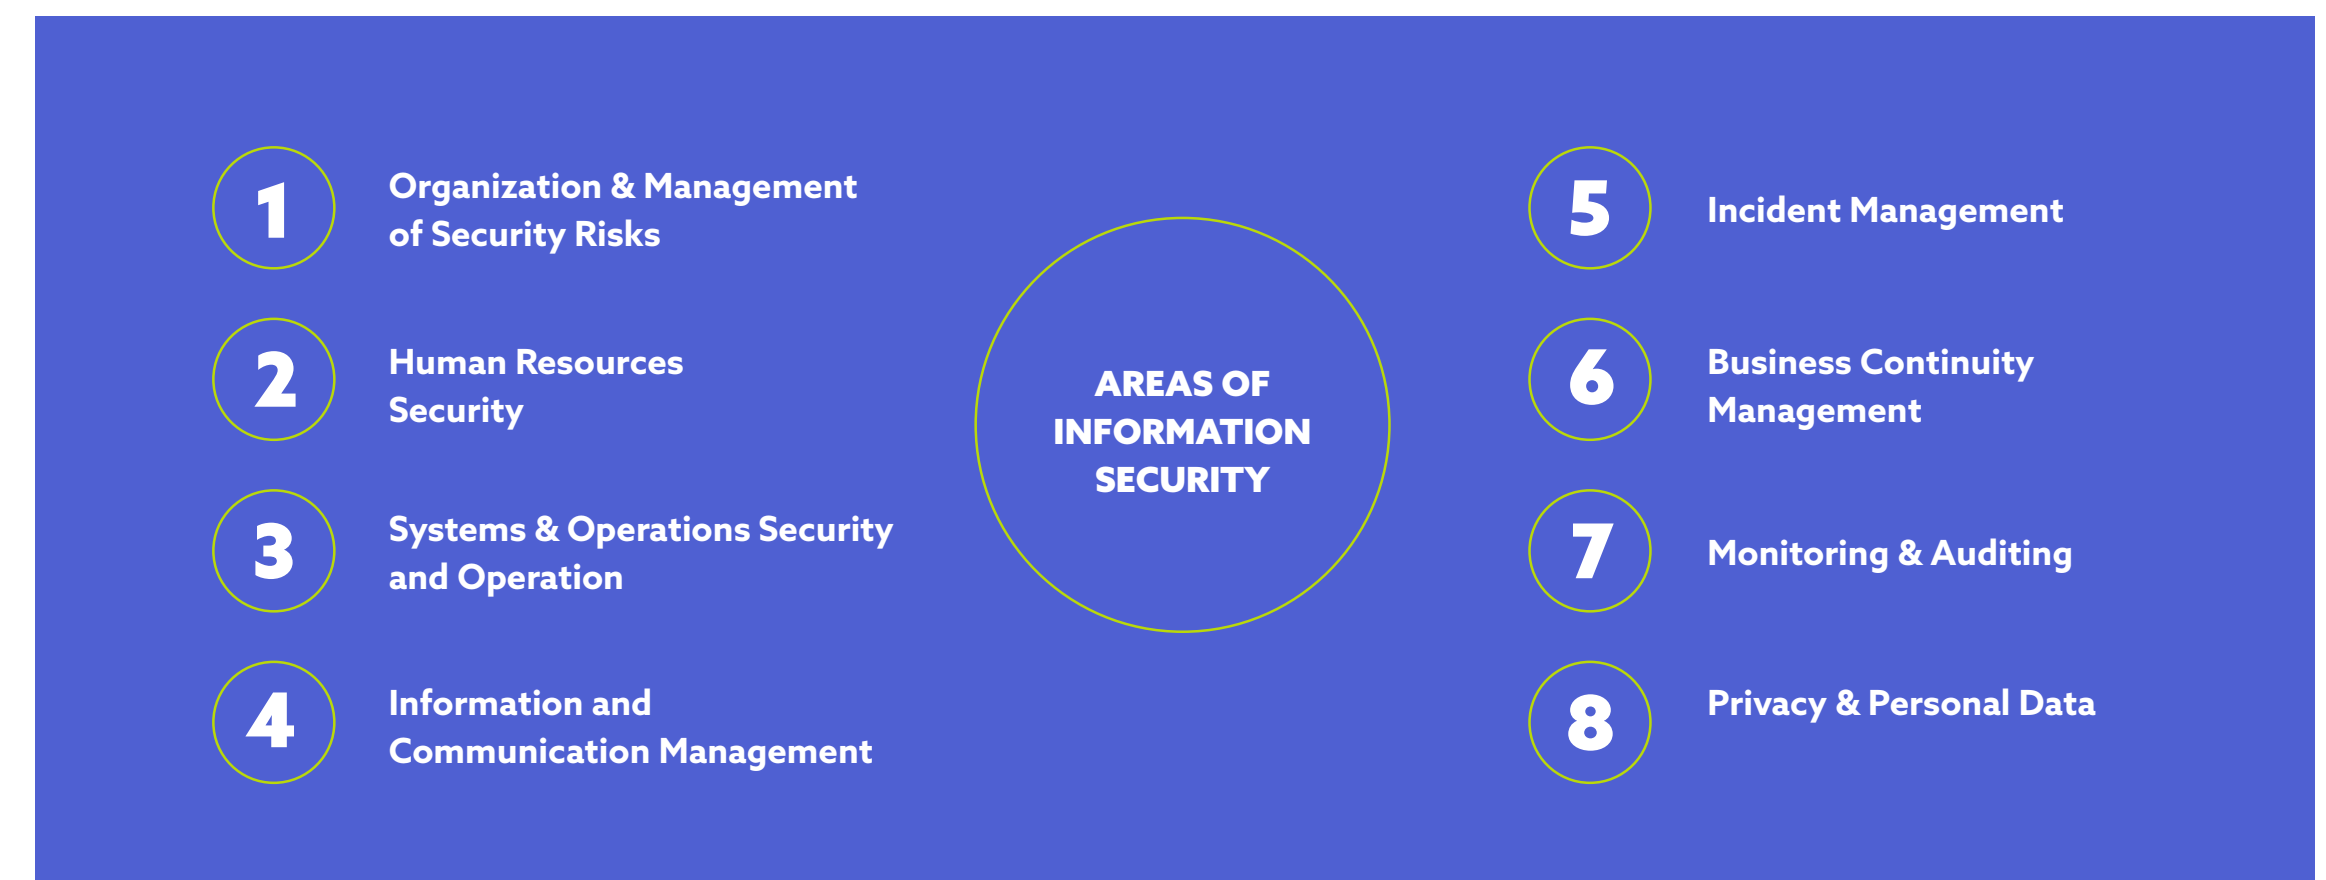 1
Organization & Management
of Security Risks
2
Human Resources
Security
3
Systems & Operations Security
and Operation
4
Information and
Communication Management
AREAS OF
INFORMATION
SECURITY
5
Incident Management
6
Business Continuity
Management
7
Monitoring & Auditing
8
Privacy & Personal Data